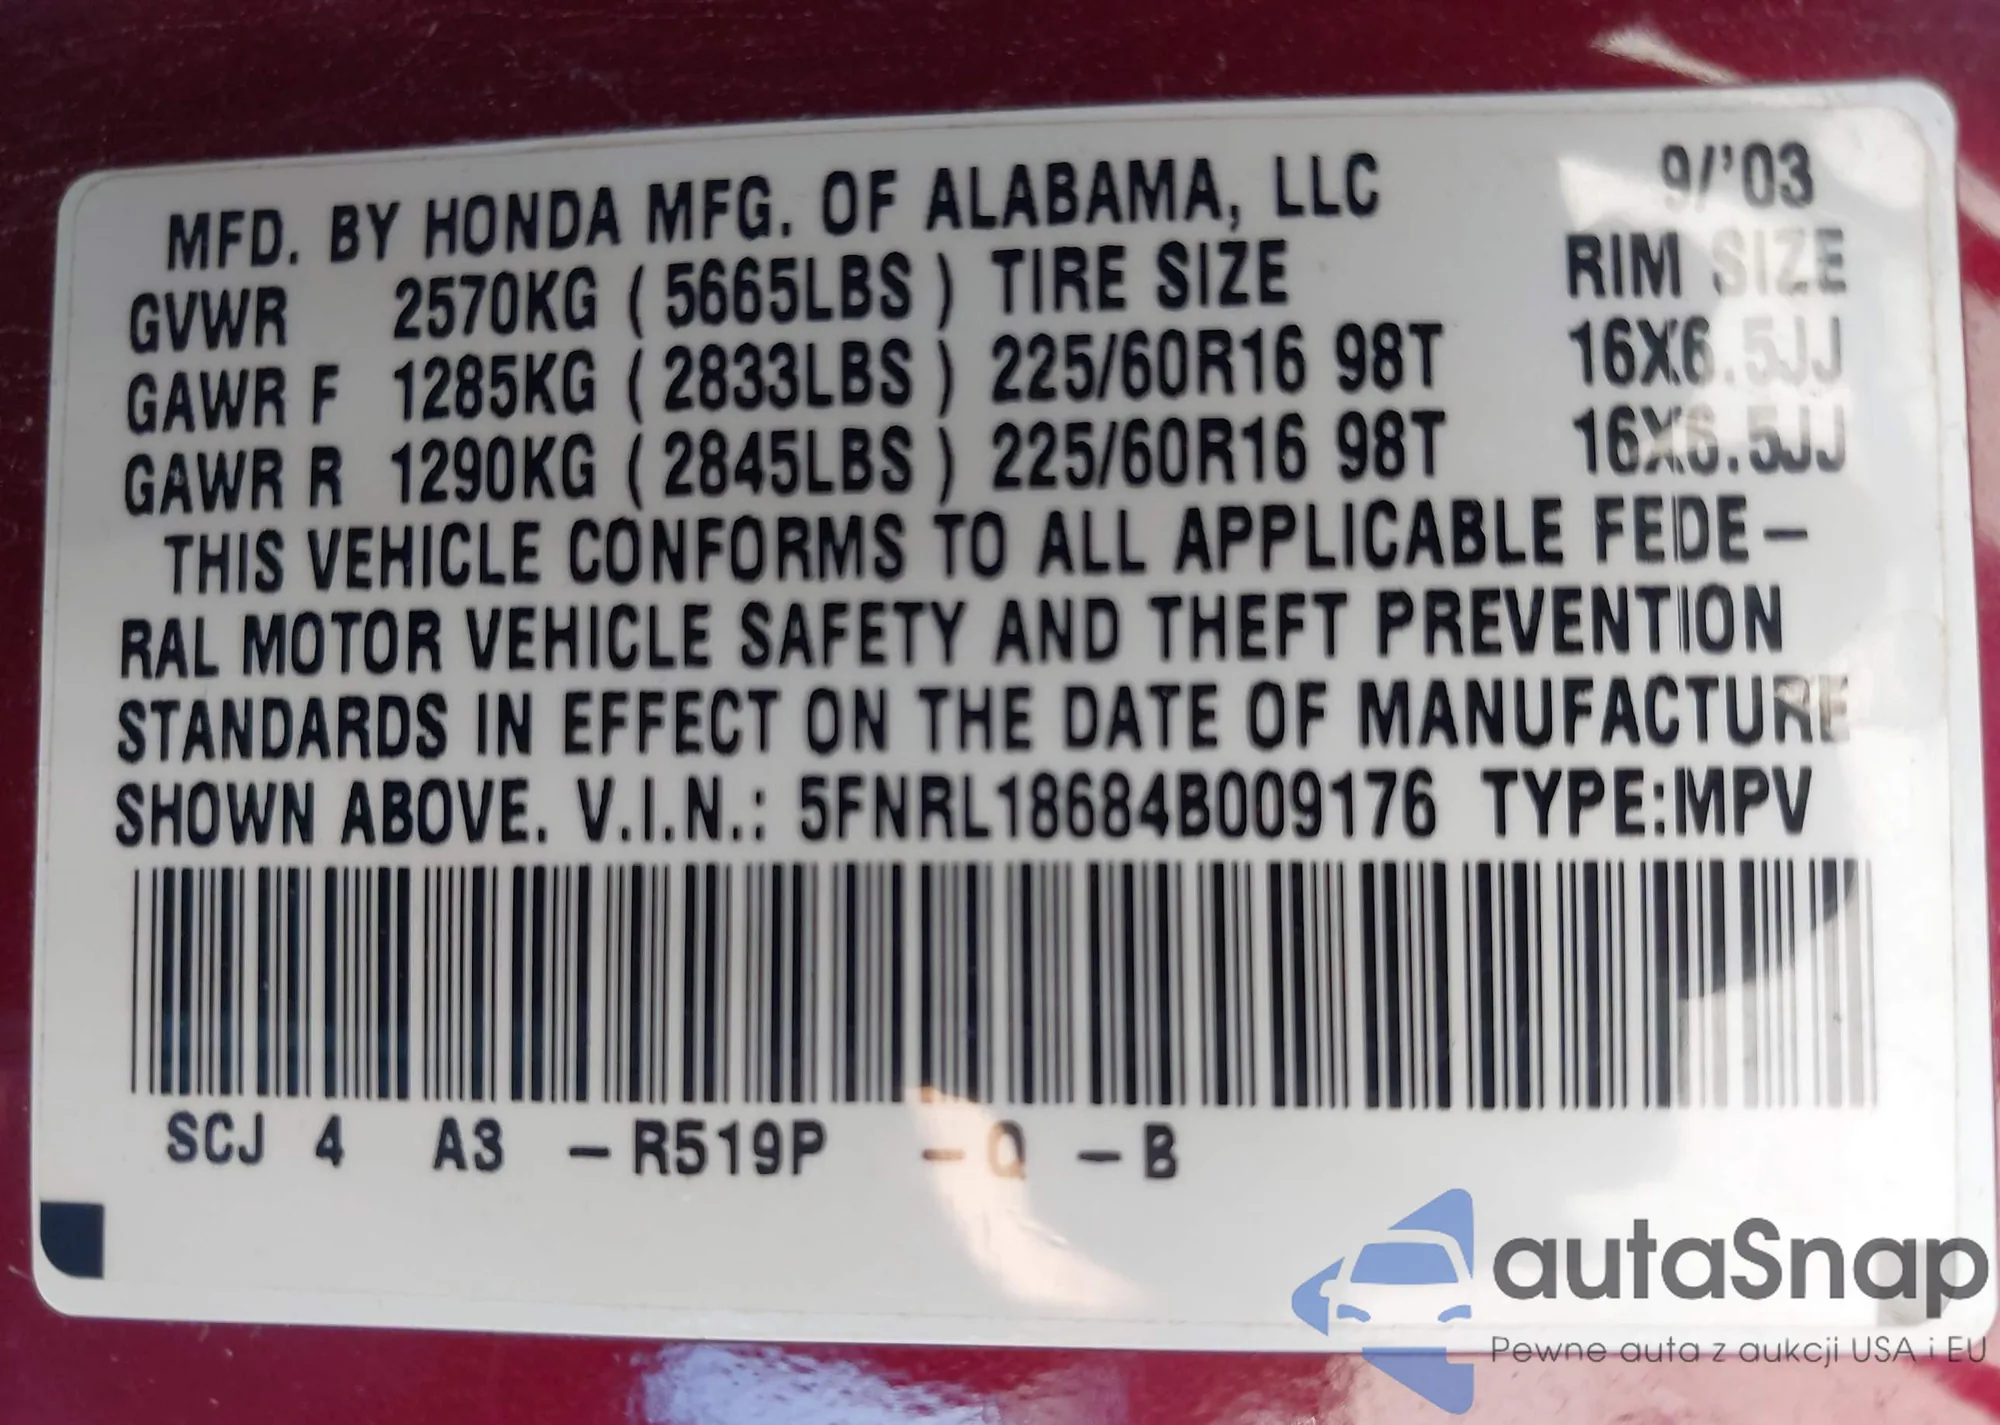 MFD. BY HONDA MFG. OF ALABAMA, LLC 9/'03
GVWR 2570KG ( 5665LBS ) TIRE SIZE RIM SIZE
GAWR F 1285KG ( 2833LBS ) 225/60R16 98T 16X6.5JJ
GAWR R 1290KG ( 2845LBS ) 225/60R16 98T 16X6.5JJ
THIS VEHICLE CONFORMS TO ALL APPLICABLE FEDE-
RAL MOTOR VEHICLE SAFETY AND THEFT PREVENTION
STANDARDS IN EFFECT ON THE DATE OF MANUFACTURE
SHOWN ABOVE. V.I.N.: 5FNRL18684B009176 TYPE:MPV
SCJ 4 A3 -R519P -Q -B
autaSnap
Pewne auta z aukcji USA i EU